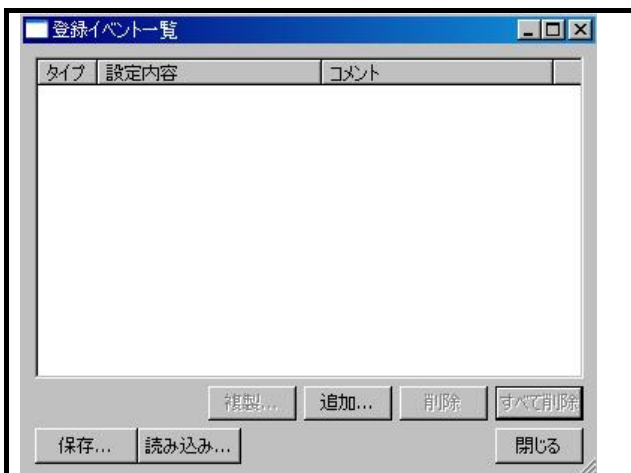 登録イベント一覧
タイプ 設定内容 コメント
複製... 追加... 削除 すべて削除
保存... 読み込み... 閉じる